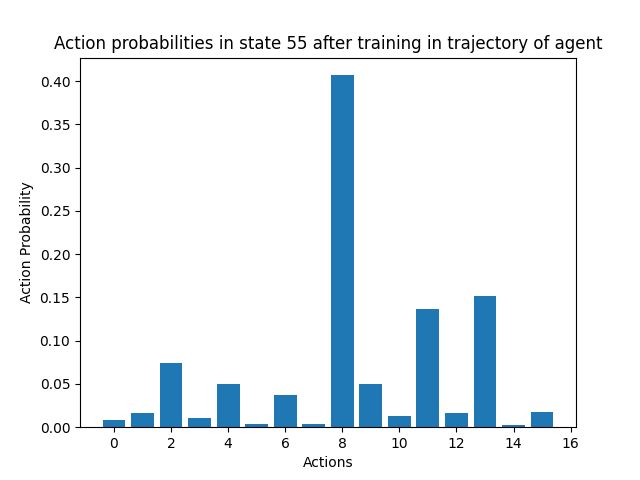 Action probabilities in state 55 after training in trajectory of agent
0.40
0.35
0.30
0.25
0.20
0.15
0.10
0.05
0.00
Action Probability
0 2 4 6 8 10 12 14 16
Actions